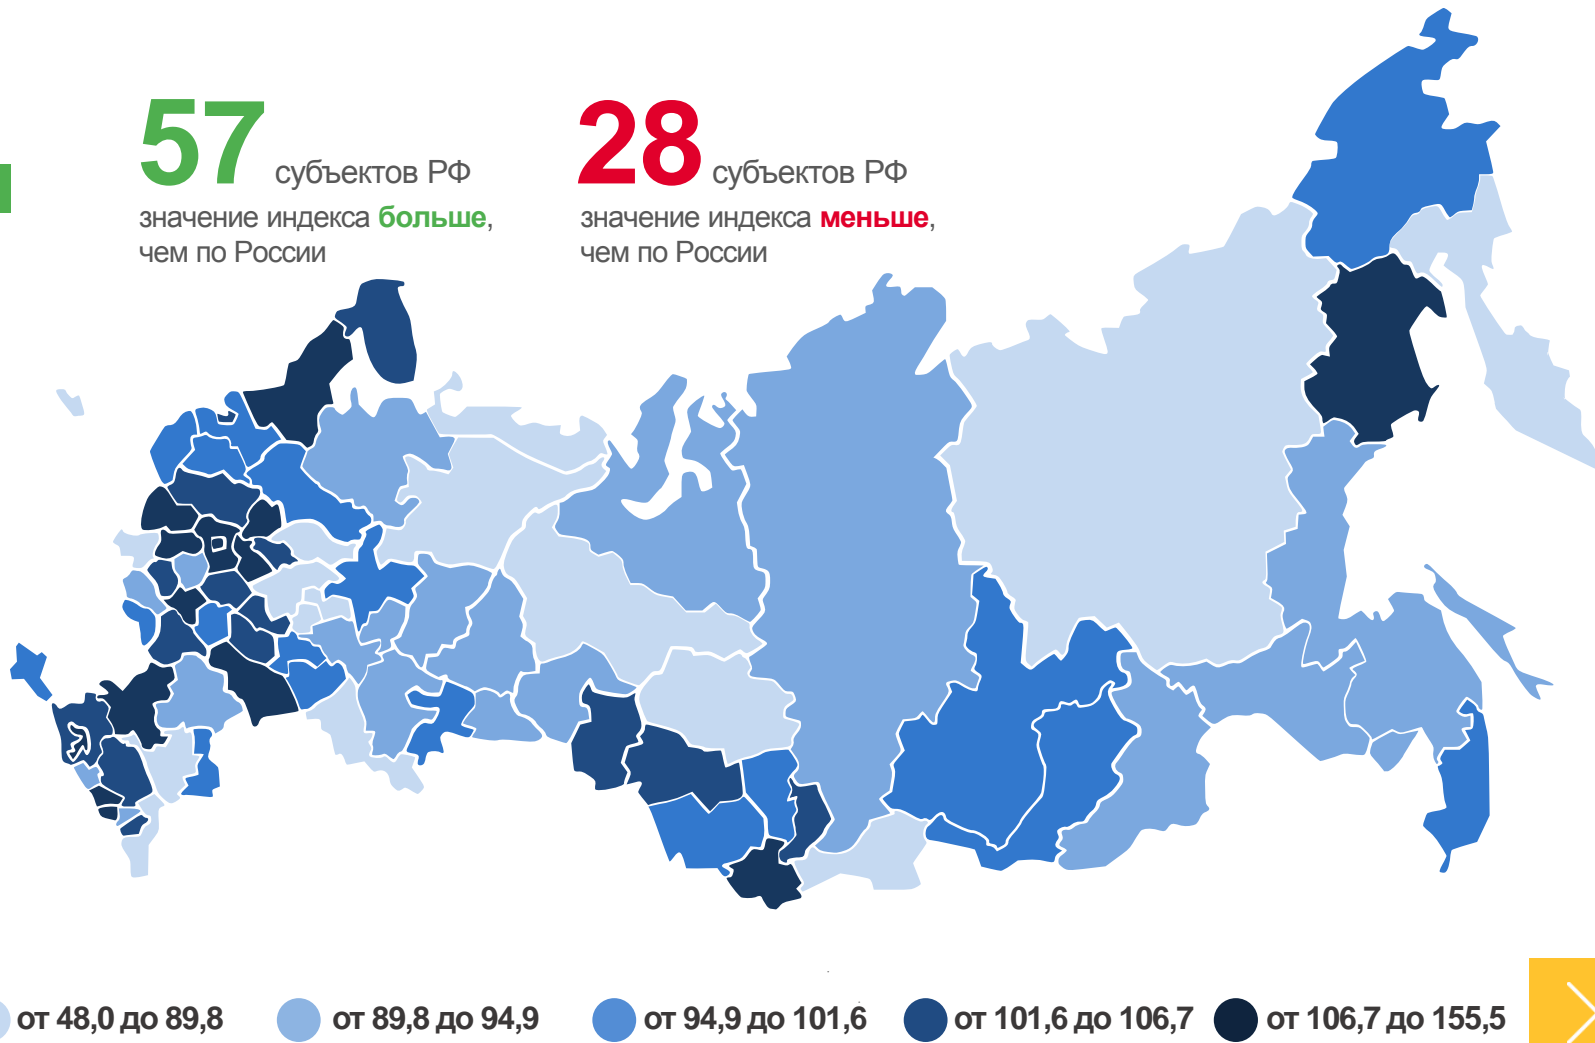 57 субъектов РФ
значение индекса больше,
чем по России
28 субъектов РФ
значение индекса меньше,
чем по России
от 48,0 до 89,8
от 89,8 до 94,9
от 94,9 до 101,6
от 101,6 до 106,7
от 106,7 до 155,5